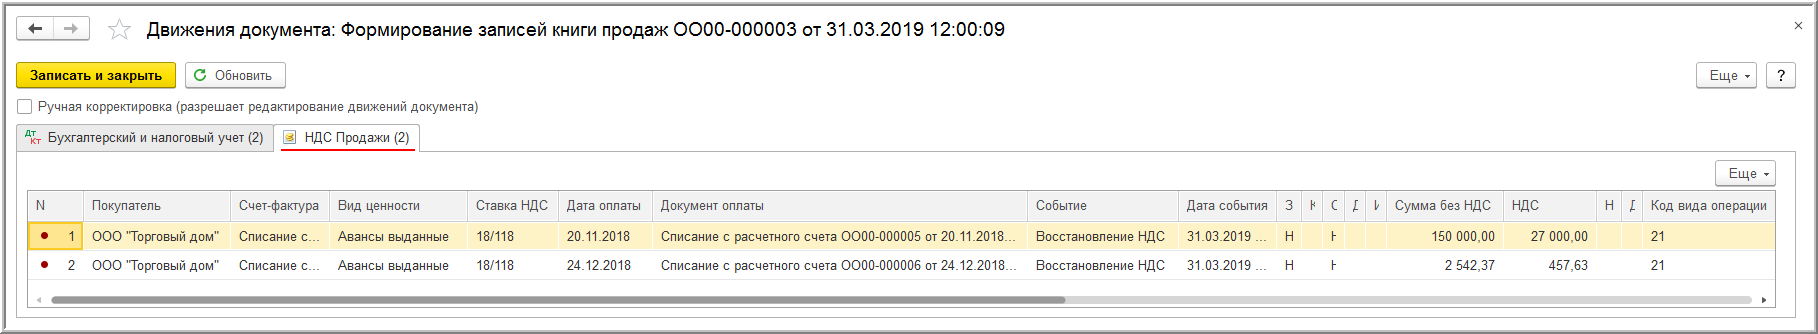 Движения документа: Формирование записей книги продаж ОО00-000003 от 31.03.2019 12:00:09
Записать и закрыть Обновить Еще ?
Ручная корректировка (разрешает редактирование движений документа)
Дт Кт Бухгалтерский и налоговый учет (2) НДС Продажи (2)
Еще
N Покупатель Счет-фактура Вид ценности Ставка НДС Дата оплаты Документ оплаты Событие Дата события З К С Д И Сумма без НДС НДС Н Д Код вида операции
1 ООО "Торговый дом" Списание с... Авансы выданные 18/118 20.11.2018 Списание с расчетного счета ОО00-000005 от 20.11.2018... Восстановление НДС 31.03.2019 ... Н Н 150 000,00 27 000,00 21
2 ООО "Торговый дом" Списание с... Авансы выданные 18/118 24.12.2018 Списание с расчетного счета ОО00-000006 от 24.12.2018... Восстановление НДС 31.03.2019 ... Н Н 2 542,37 457,63 21